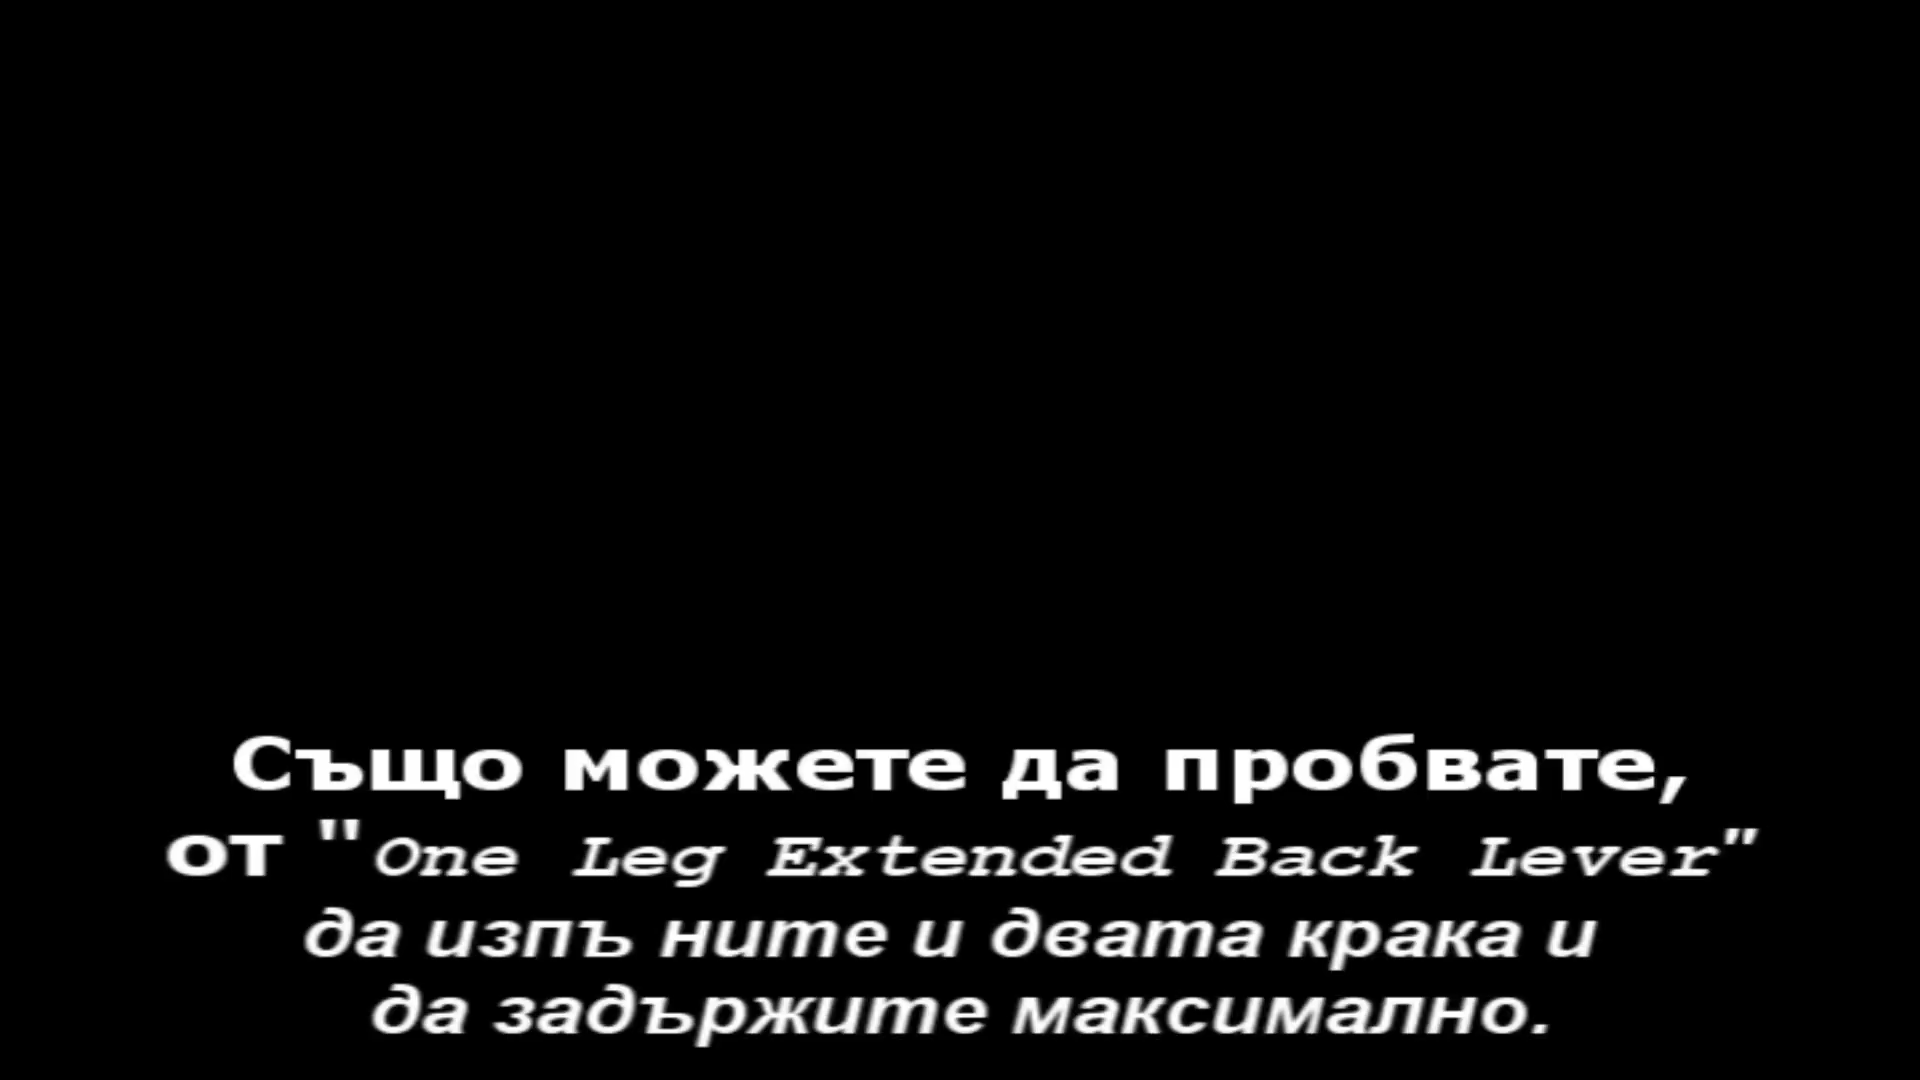 Също можете да пробвате,
от "One Leg Extended Back Lever"
да изпъ ните и двата крака и
да задържите максимално.